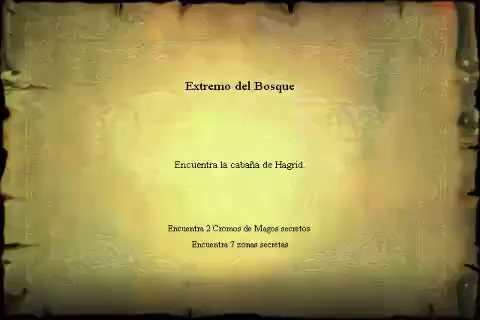 Extremo del Bosque
Encuentra la cabaña de Hagrid.
Encuentra 2 Cromos de Magos secretos
Encuentra 7 zonas secretas